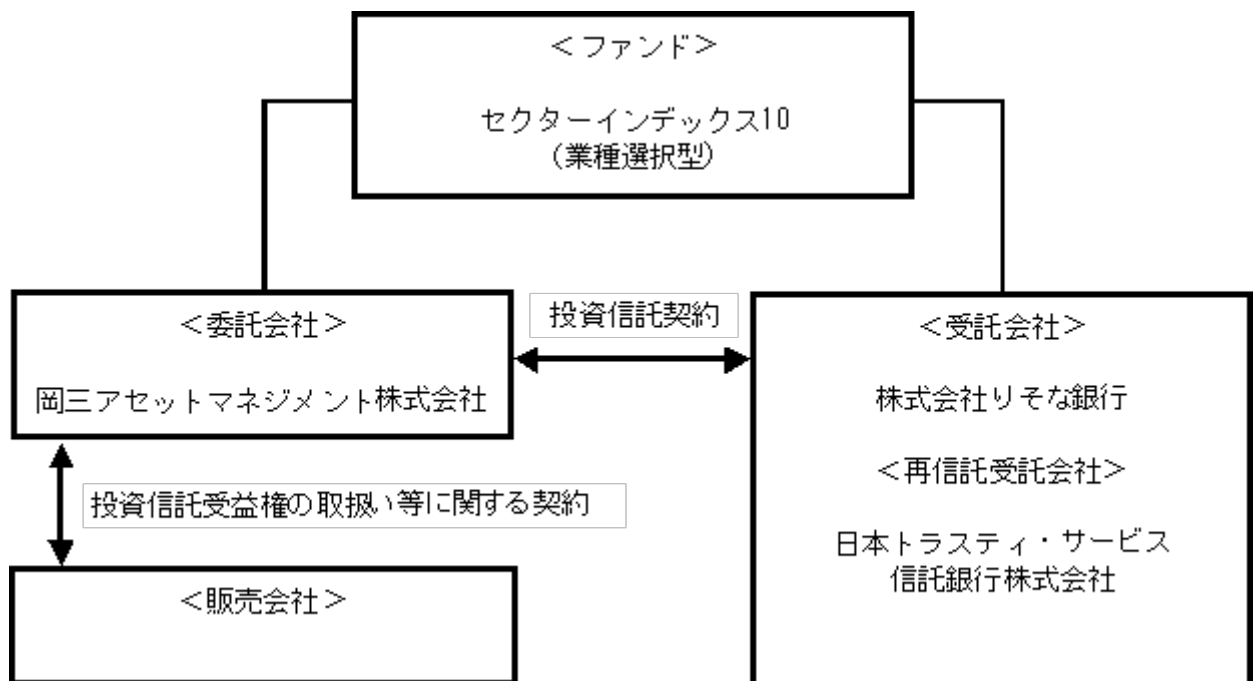 ＜ファンド＞
セクターインデックス10
（業種選択型）
＜委託会社＞
岡三アセットマネジメント株式会社
投資信託契約
＜受託会社＞
株式会社りそな銀行
＜再信託受託会社＞
日本トラスティ・サービス
信託銀行株式会社
投資信託受益権の取扱い等に関する契約
＜販売会社＞